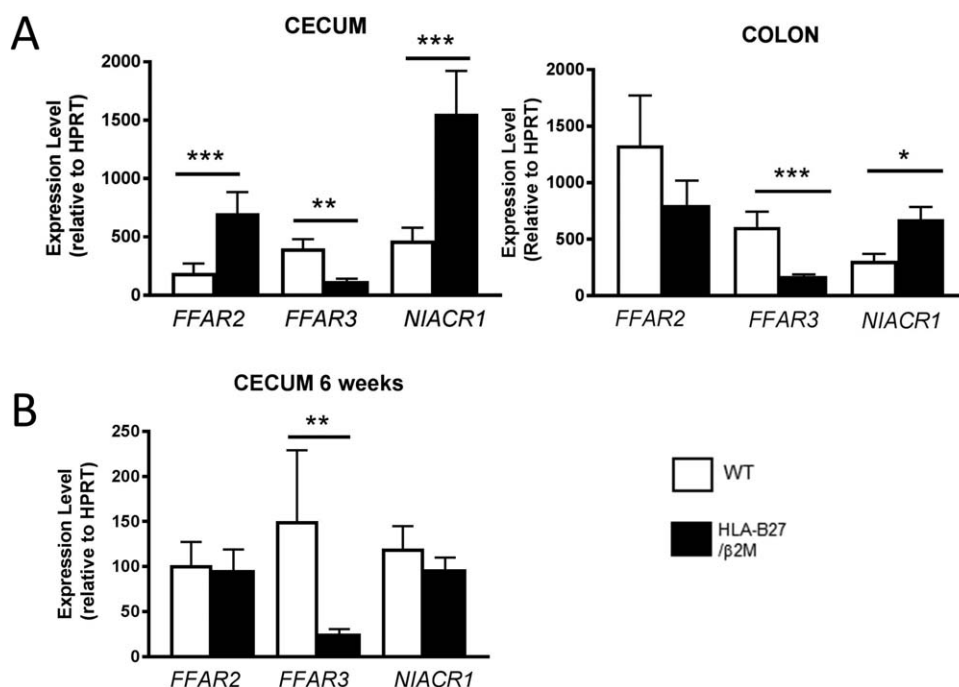 A
CECUM
Expression Level
(relative to HPRT)
2000
1500
1000
500
0
***
**
***
FFAR2 FFAR3 NIACR1
COLON
Expression Level
(Relative to HPRT)
2000
1500
1000
500
0
***
*
FFAR2 FFAR3 NIACR1
B
CECUM 6 weeks
Expression Level
(relative to HPRT)
250
200
150
100
50
0
**
FFAR2 FFAR3 NIACR1
WT
HLA-B27
/β2M